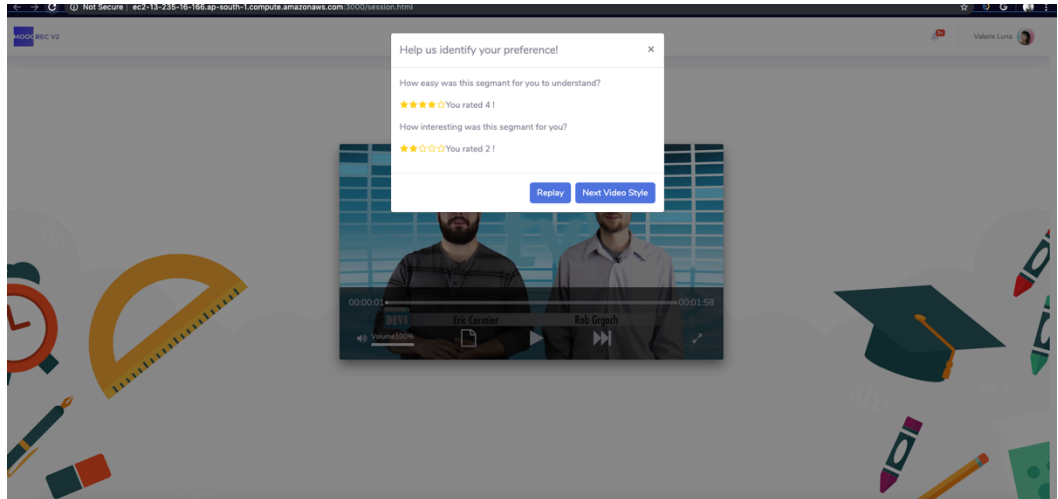 Not Secure | ec2-13-235-16-166.ap-south-1.compute.amazonaws.com:3000/session.html
MOOCREC V2
Valerie Luna
Help us identify your preference! ×
How easy was this segmant for you to understand?
You rated 4 !
How interesting was this segmant for you?
You rated 2 !
Replay Next Video Style
00:00:01 00:01:58
Eric Cormier Rob Grgach
Volume100%
abc